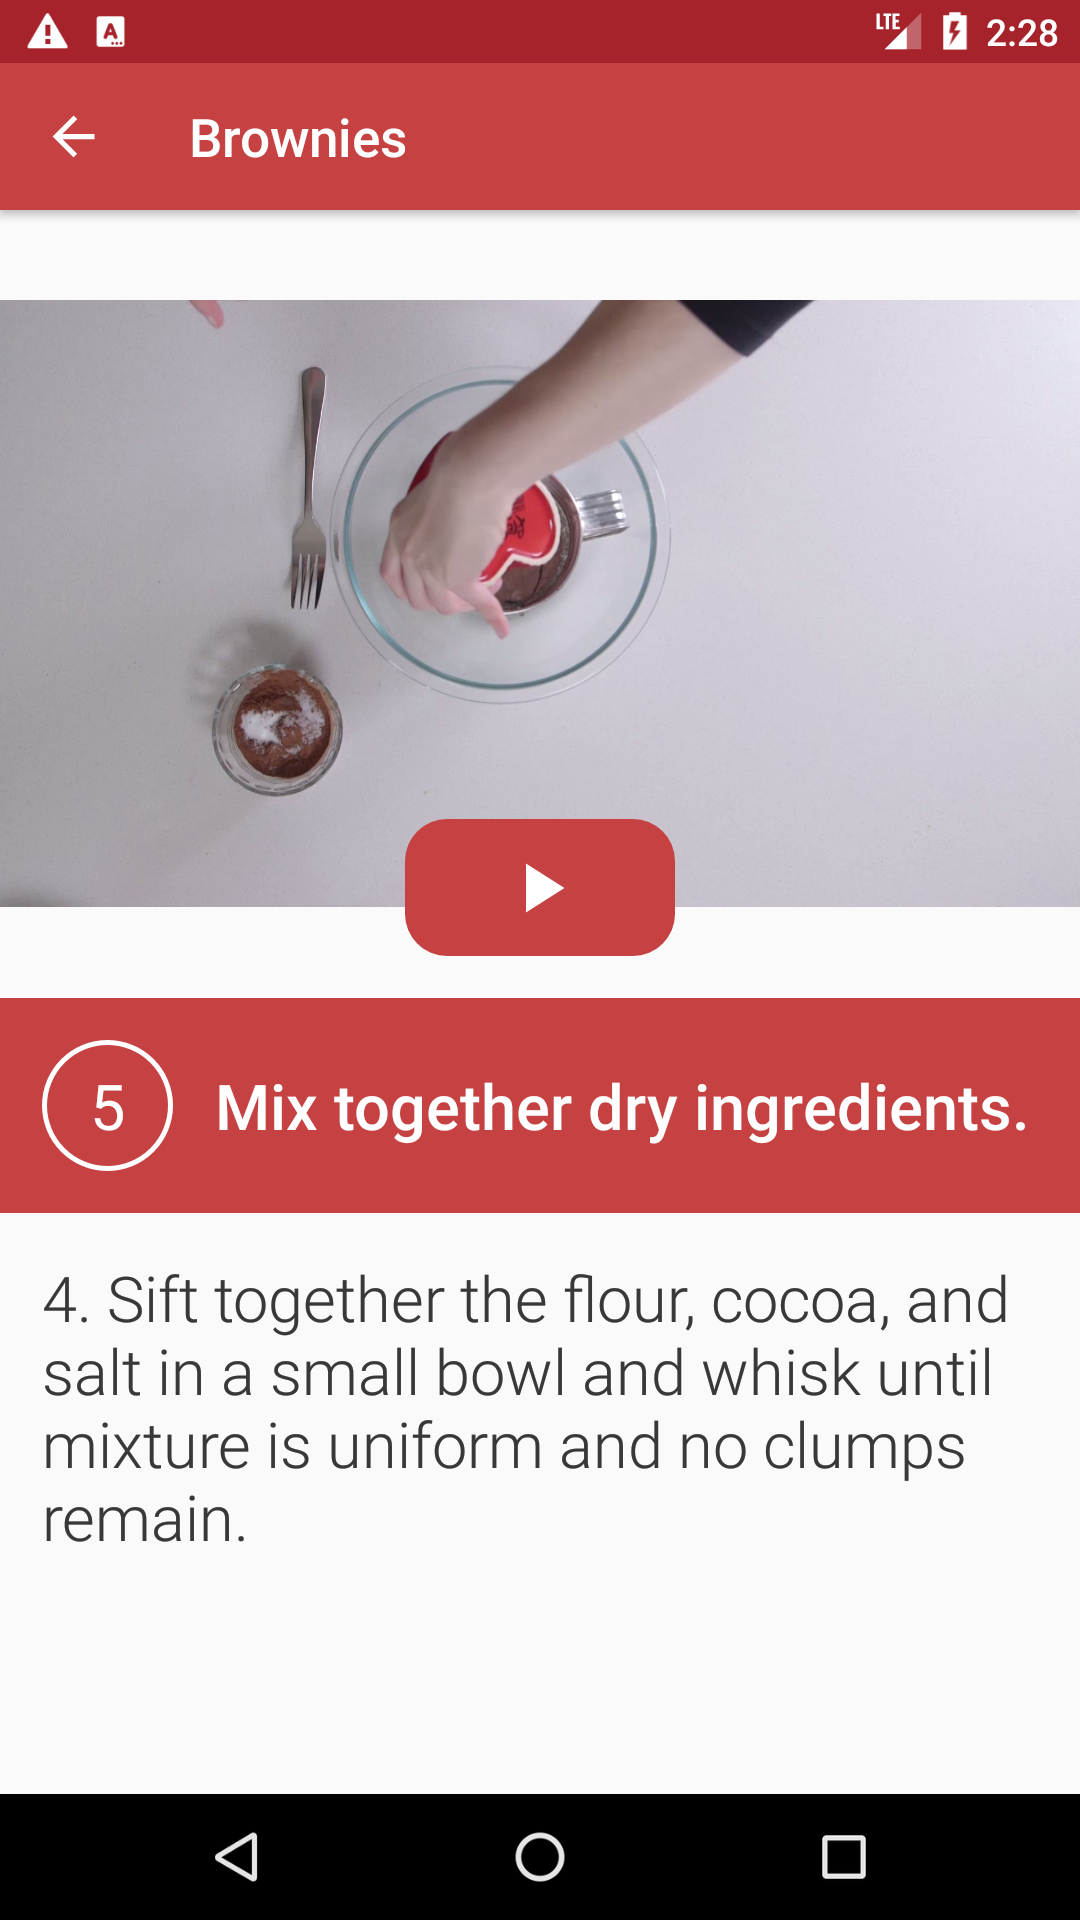 LTE 2:28
Brownies
5 Mix together dry ingredients.
4. Sift together the flour, cocoa, and
salt in a small bowl and whisk until
mixture is uniform and no clumps
remain.